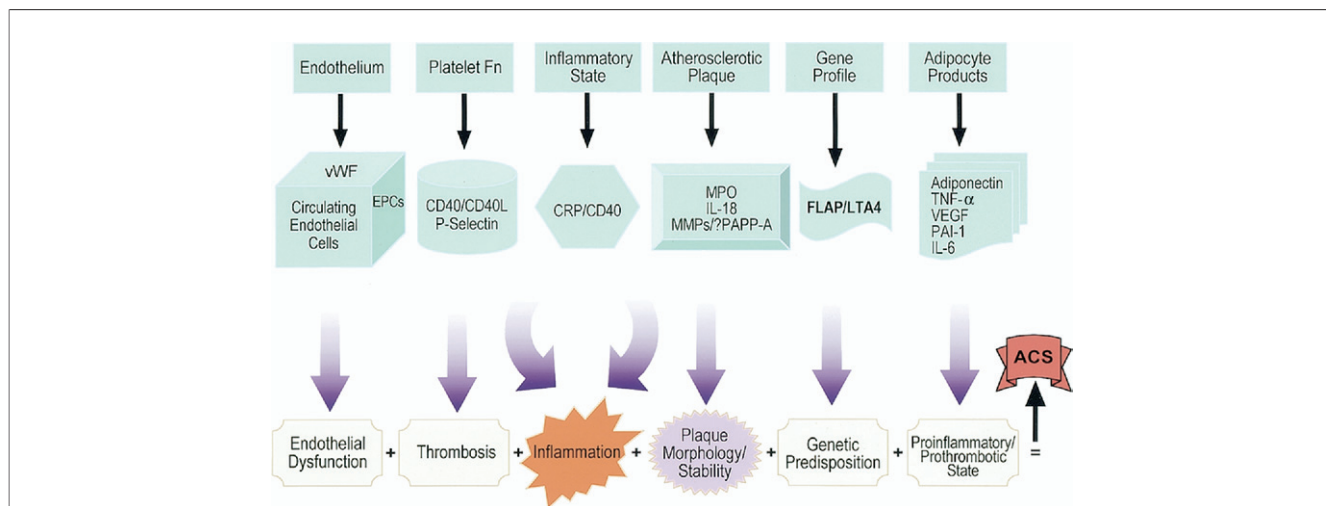 Endothelium
Platelet Fn
Inflammatory
State
Atherosclerotic
Plaque
Gene
Profile
Adipocyte
Products
vWF
EPCs
Circulating
Endothelial
Cells
CD40/CD40L
P-Selectin
CRP/CD40
MPO
IL-18
MMPs/?PAPP-A
FLAP/LTA4
Adiponectin
TNF-α
VEGF
PAI-1
IL-6
ACS
Endothelial
Dysfunction
+
Thrombosis
+
Inflammation
+
Plaque
Morphology/
Stability
+
Genetic
Predisposition
+
Proinflammatory/
Prothrombotic
State
=